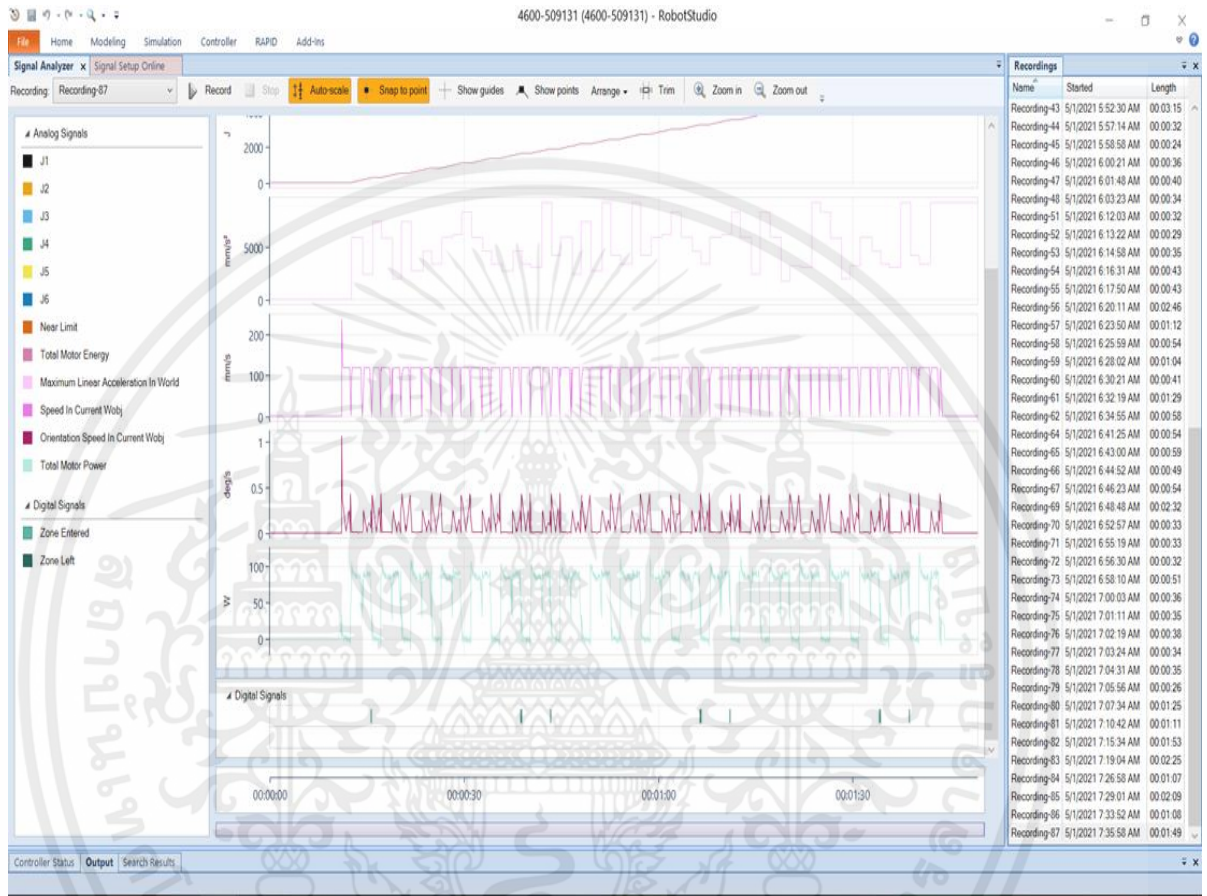 4600-509131 (4600-509131) - RobotStudio
File Home Modeling Simulation Controller RAPID Add-Ins
Signal Analyzer x Signal Setup Online
Recording: Recording-87 Record Stop Auto-scale Snap to point Show guides Show points Arrange Trim Zoom in Zoom out
Analog Signals
J1
J2
J3
J4
J5
J6
Near Limit
Total Motor Energy
Maximum Linear Acceleration In World
Speed In Current Wobj
Orientation Speed In Current Wobj
Total Motor Power
Digital Signals
Zone Entered
Zone Left
J
2000
0
mm/s²
5000
0
mm/s
200
100
0
deg/s
1
0.5
0
W
100
50
0
Digital Signals
00:00:00 00:00:30 00:01:00 00:01:30
Recordings
Name Started Length
Recording-43 5/1/2021 5:52:30 AM 00:03:15
Recording-44 5/1/2021 5:57:14 AM 00:00:32
Recording-45 5/1/2021 5:58:58 AM 00:00:24
Recording-46 5/1/2021 6:00:21 AM 00:00:36
Recording-47 5/1/2021 6:01:48 AM 00:00:40
Recording-48 5/1/2021 6:03:23 AM 00:00:34
Recording-51 5/1/2021 6:12:03 AM 00:00:32
Recording-52 5/1/2021 6:13:22 AM 00:00:29
Recording-53 5/1/2021 6:14:58 AM 00:00:35
Recording-54 5/1/2021 6:16:31 AM 00:00:43
Recording-55 5/1/2021 6:17:50 AM 00:00:43
Recording-56 5/1/2021 6:20:11 AM 00:02:46
Recording-57 5/1/2021 6:23:50 AM 00:01:12
Recording-58 5/1/2021 6:25:59 AM 00:00:54
Recording-59 5/1/2021 6:28:02 AM 00:01:04
Recording-60 5/1/2021 6:30:21 AM 00:00:41
Recording-61 5/1/2021 6:32:19 AM 00:01:29
Recording-62 5/1/2021 6:34:55 AM 00:00:58
Recording-64 5/1/2021 6:41:25 AM 00:00:54
Recording-65 5/1/2021 6:43:00 AM 00:00:59
Recording-66 5/1/2021 6:44:52 AM 00:00:49
Recording-67 5/1/2021 6:46:23 AM 00:00:54
Recording-69 5/1/2021 6:48:48 AM 00:02:32
Recording-70 5/1/2021 6:52:57 AM 00:00:33
Recording-71 5/1/2021 6:55:19 AM 00:00:33
Recording-72 5/1/2021 6:56:30 AM 00:00:32
Recording-73 5/1/2021 6:58:10 AM 00:00:51
Recording-74 5/1/2021 7:00:03 AM 00:00:36
Recording-75 5/1/2021 7:01:11 AM 00:00:35
Recording-76 5/1/2021 7:02:19 AM 00:00:38
Recording-77 5/1/2021 7:03:24 AM 00:00:34
Recording-78 5/1/2021 7:04:31 AM 00:00:35
Recording-79 5/1/2021 7:05:56 AM 00:00:26
Recording-80 5/1/2021 7:07:34 AM 00:01:25
Recording-81 5/1/2021 7:10:42 AM 00:01:11
Recording-82 5/1/2021 7:15:34 AM 00:01:53
Recording-83 5/1/2021 7:19:04 AM 00:02:25
Recording-84 5/1/2021 7:26:58 AM 00:01:07
Recording-85 5/1/2021 7:29:01 AM 00:02:09
Recording-86 5/1/2021 7:33:52 AM 00:01:08
Recording-87 5/1/2021 7:35:58 AM 00:01:49
Controller Status Output Search Results